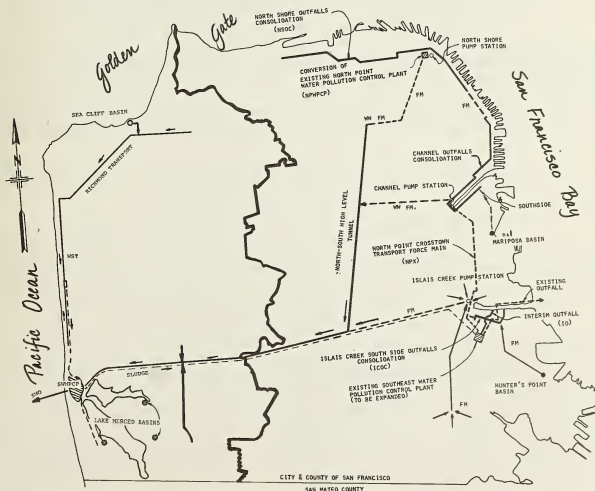 NORTH SHORE OUTFALLS
CONSOLIDATION
(NSOC)
Golden
Gate
NORTH SHORE
PUMP STATION
CONVERSION OF
EXISTING NORTH POINT
WATER POLLUTION CONTROL PLANT
(NPWPCP)
FM
FM
San Francisco Bay
SEA CLIFF BASIN
RICHMOND TRANSPORT
N
CHANNEL OUTFALLS
CONSOLIDATION
WW FM
CHANNEL PUMP STATION
SOUTHSIDE
WW FM.
NORTH-SOUTH HIGH LEVEL
TUNNEL
MARIPOSA BASIN
NORTH POINT CROSSTOWN
TRANSPORT FORCE MAIN
(NPX)
WST
ISLAIS CREEK PUMP STATION
EXISTING
OUTFALL
Pacific Ocean
FM
INTERIM OUTFALL
(IO)
ISLAIS CREEK SOUTH SIDE OUTFALLS
CONSOLIDATION
(ICOC)
FM
SLUDGE
HUNTER'S POINT
BASIN
EXISTING SOUTHEAST WATER
POLLUTION CONTROL PLANT
(TO BE EXPANDED)
SWWPCP
SWO
FM
LAKE MERCED BASINS
CITY & COUNTY OF SAN FRANCISCO
SAN MATEO COUNTY